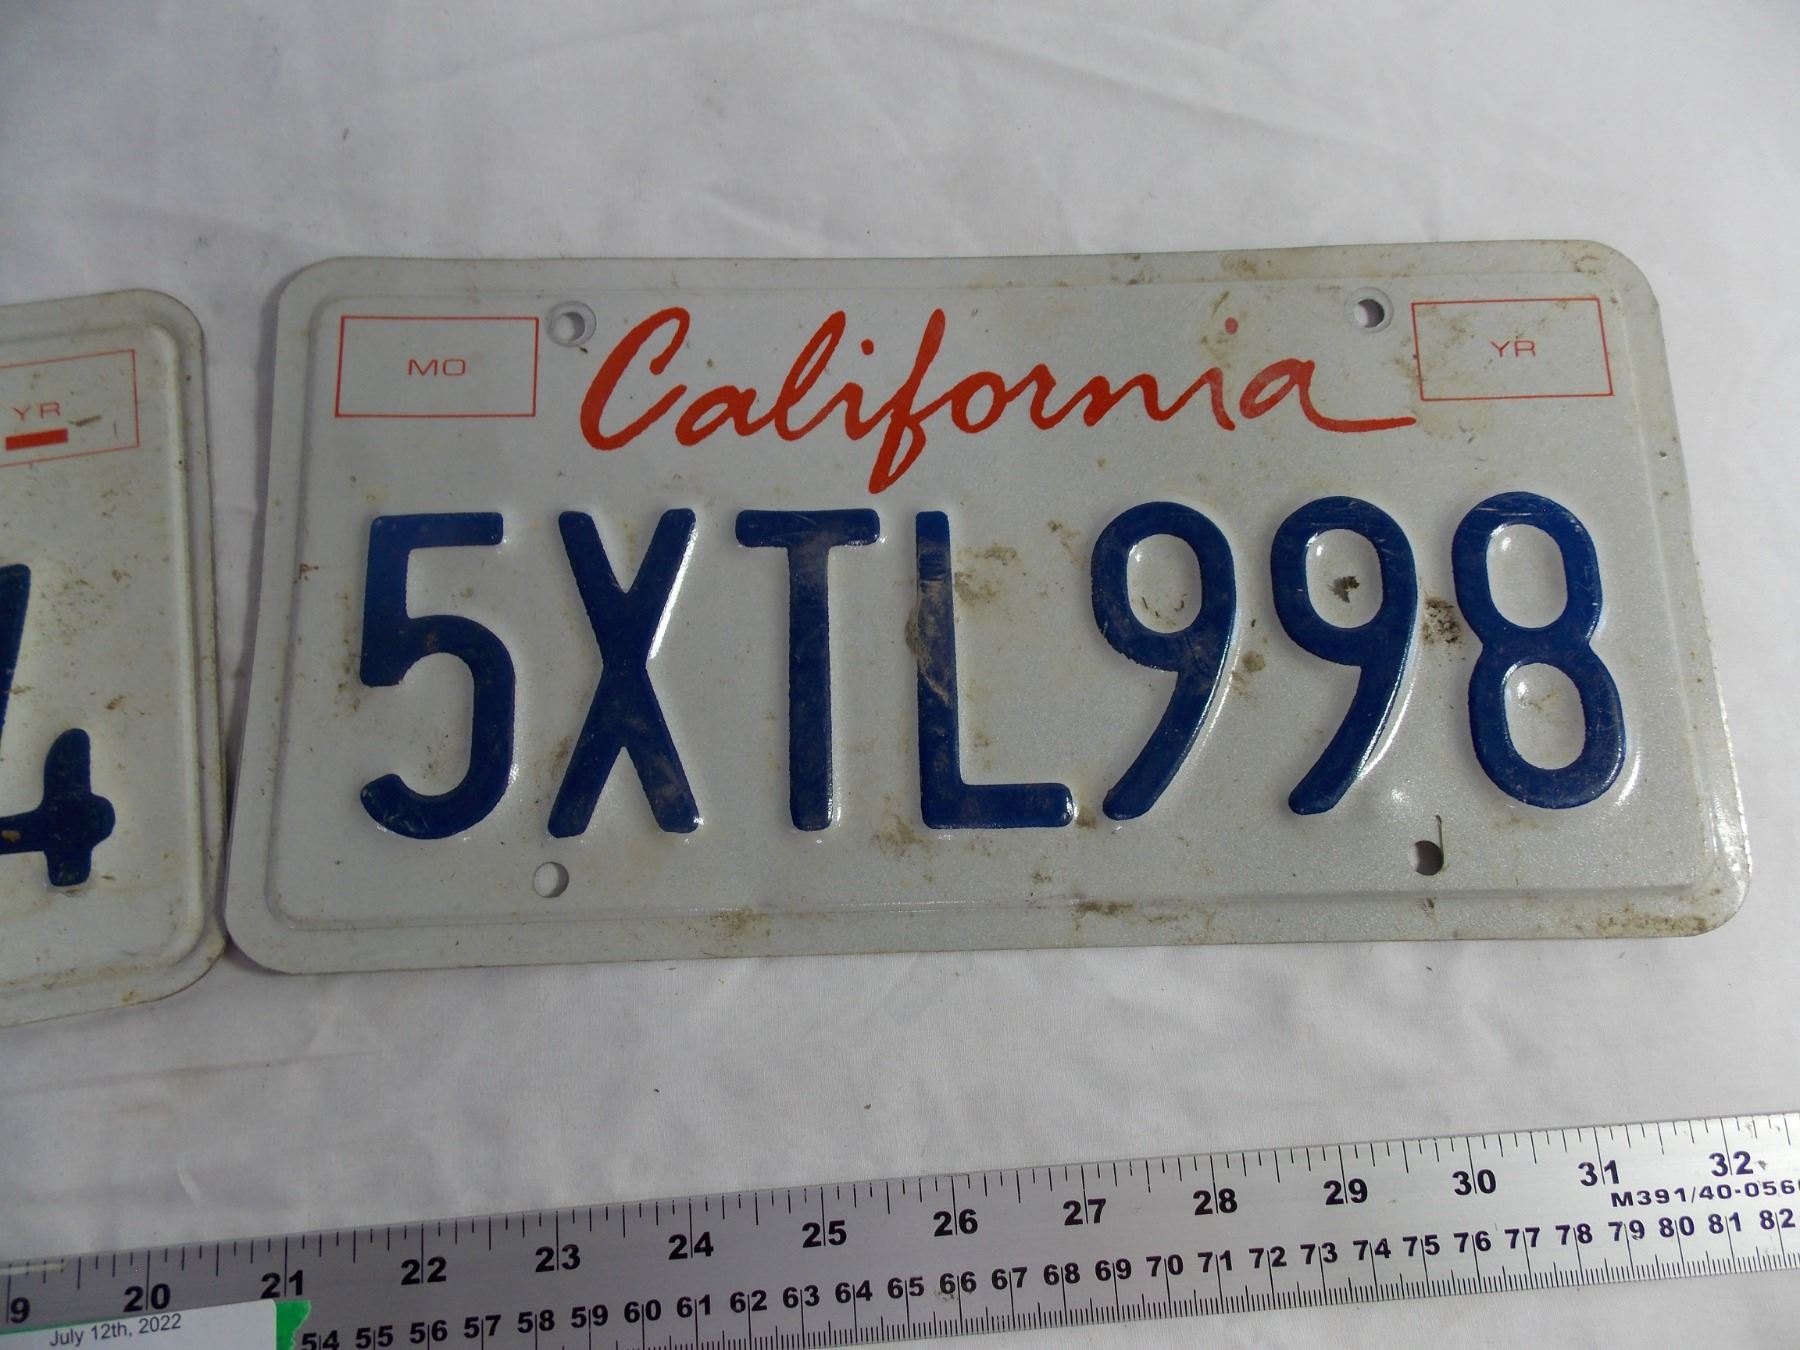 MO
California
YR
5XTL998
YR
4
20 21 22 23 24 25 26 27 28 29 30 31 32
M391/40-056
54 55 56 57 58 59 60 61 62 63 64 65 66 67 68 69 70 71 72 73 74 75 76 77 78 79 80 81 82
July 12th, 2022